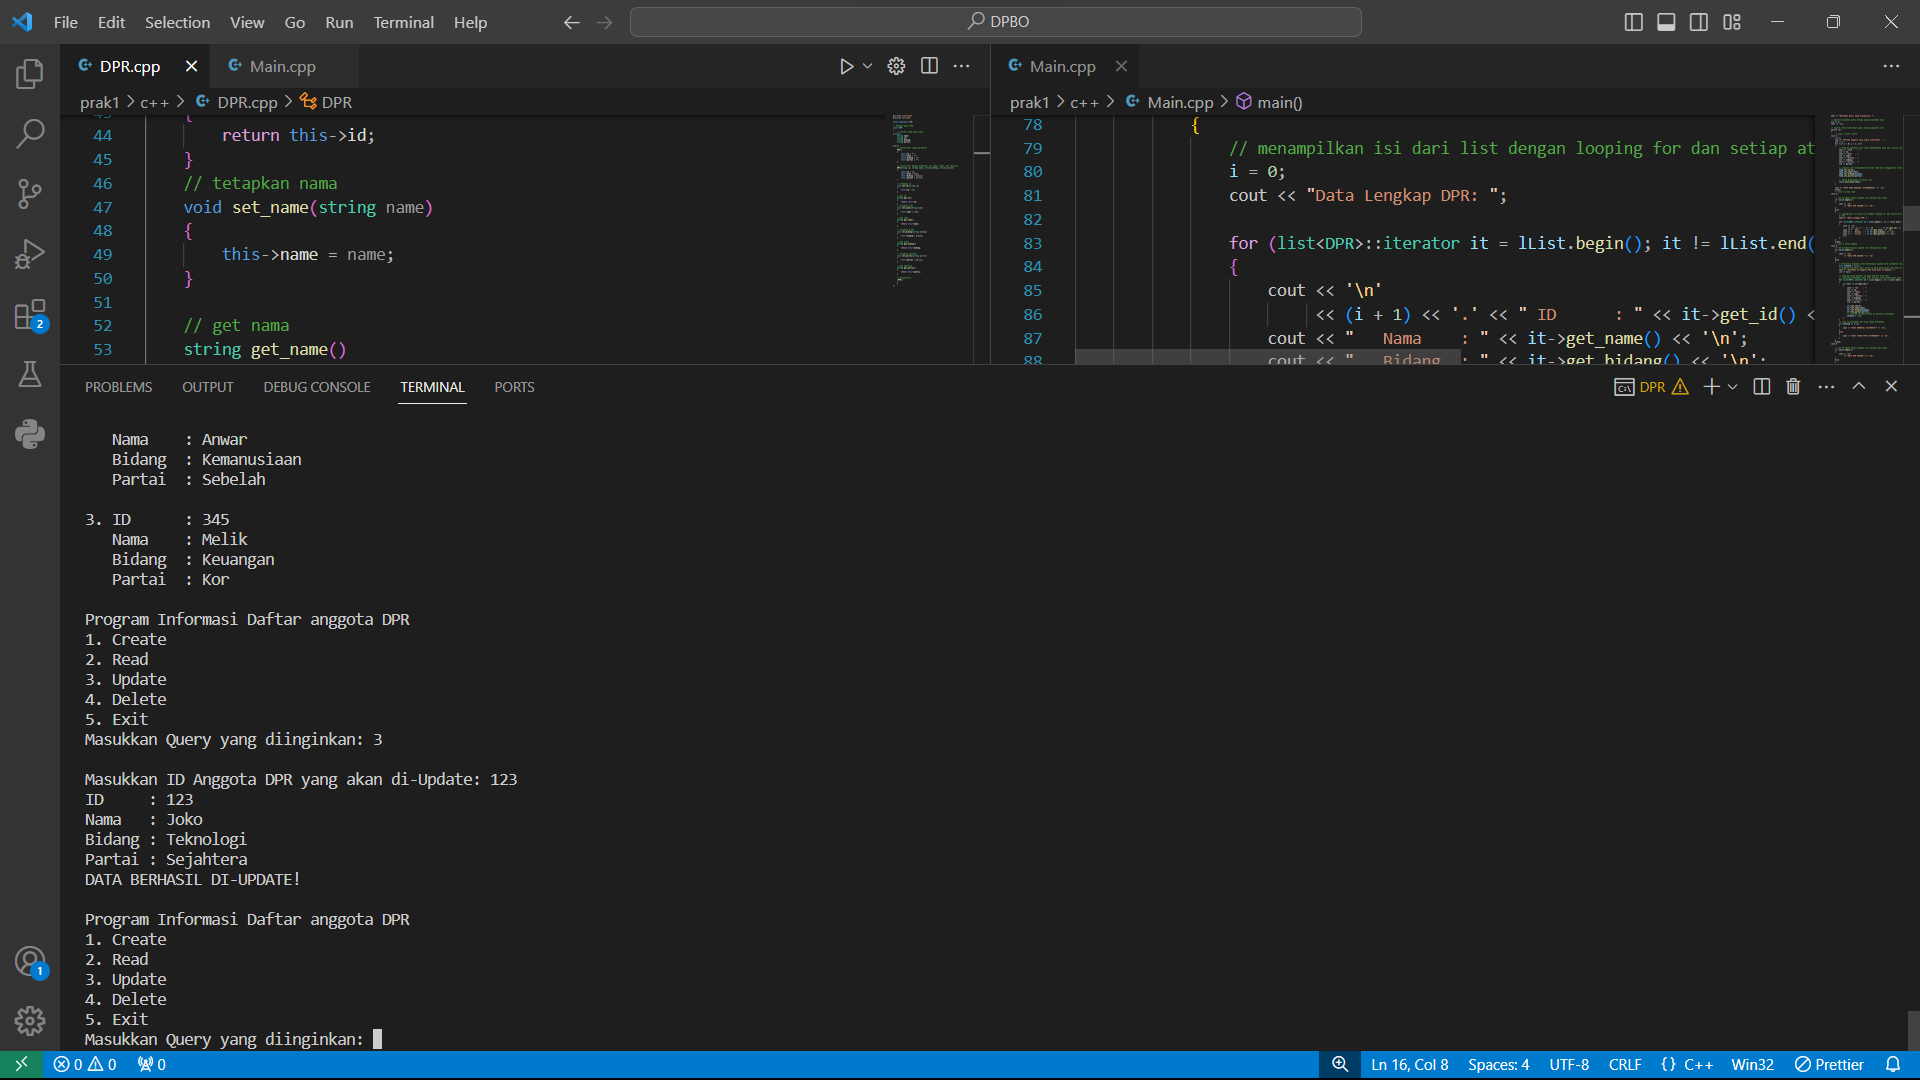 File Edit Selection View Go Run Terminal Help
DPBO
DPR.cpp
Main.cpp
prak1 > c++ > DPR.cpp > DPR
44 return this->id;
45 }
46 // tetapkan nama
47 void set_name(string name)
48 {
49 this->name = name;
50 }
51
52 // get nama
53 string get_name()
Main.cpp
prak1 > c++ > Main.cpp > main()
78 {
79 // menampilkan isi dari list dengan looping for dan setiap at
80 i = 0;
81 cout << "Data Lengkap DPR: ";
82
83 for (list<DPR>::iterator it = lList.begin(); it != lList.end(
84 {
85 cout << '\n'
86 << (i + 1) << '.' << " ID      : " << it->get_id() <
87 cout << "   Nama    : " << it->get_name() << '\n';
88 cout << "   Bidang  : " << it->get_bidang() << '\n';
PROBLEMS OUTPUT DEBUG CONSOLE TERMINAL PORTS
DPR
Nama    : Anwar
Bidang  : Kemanusiaan
Partai  : Sebelah
3. ID      : 345
Nama    : Melik
Bidang  : Keuangan
Partai  : Kor
Program Informasi Daftar anggota DPR
1. Create
2. Read
3. Update
4. Delete
5. Exit
Masukkan Query yang diinginkan: 3
Masukkan ID Anggota DPR yang akan di-Update: 123
ID     : 123
Nama   : Joko
Bidang : Teknologi
Partai : Sejahtera
DATA BERHASIL DI-UPDATE!
Program Informasi Daftar anggota DPR
1. Create
2. Read
3. Update
4. Delete
5. Exit
Masukkan Query yang diinginkan:
2
1
0 0 0
Ln 16, Col 8 Spaces: 4 UTF-8 CRLF {} C++ Win32 Prettier